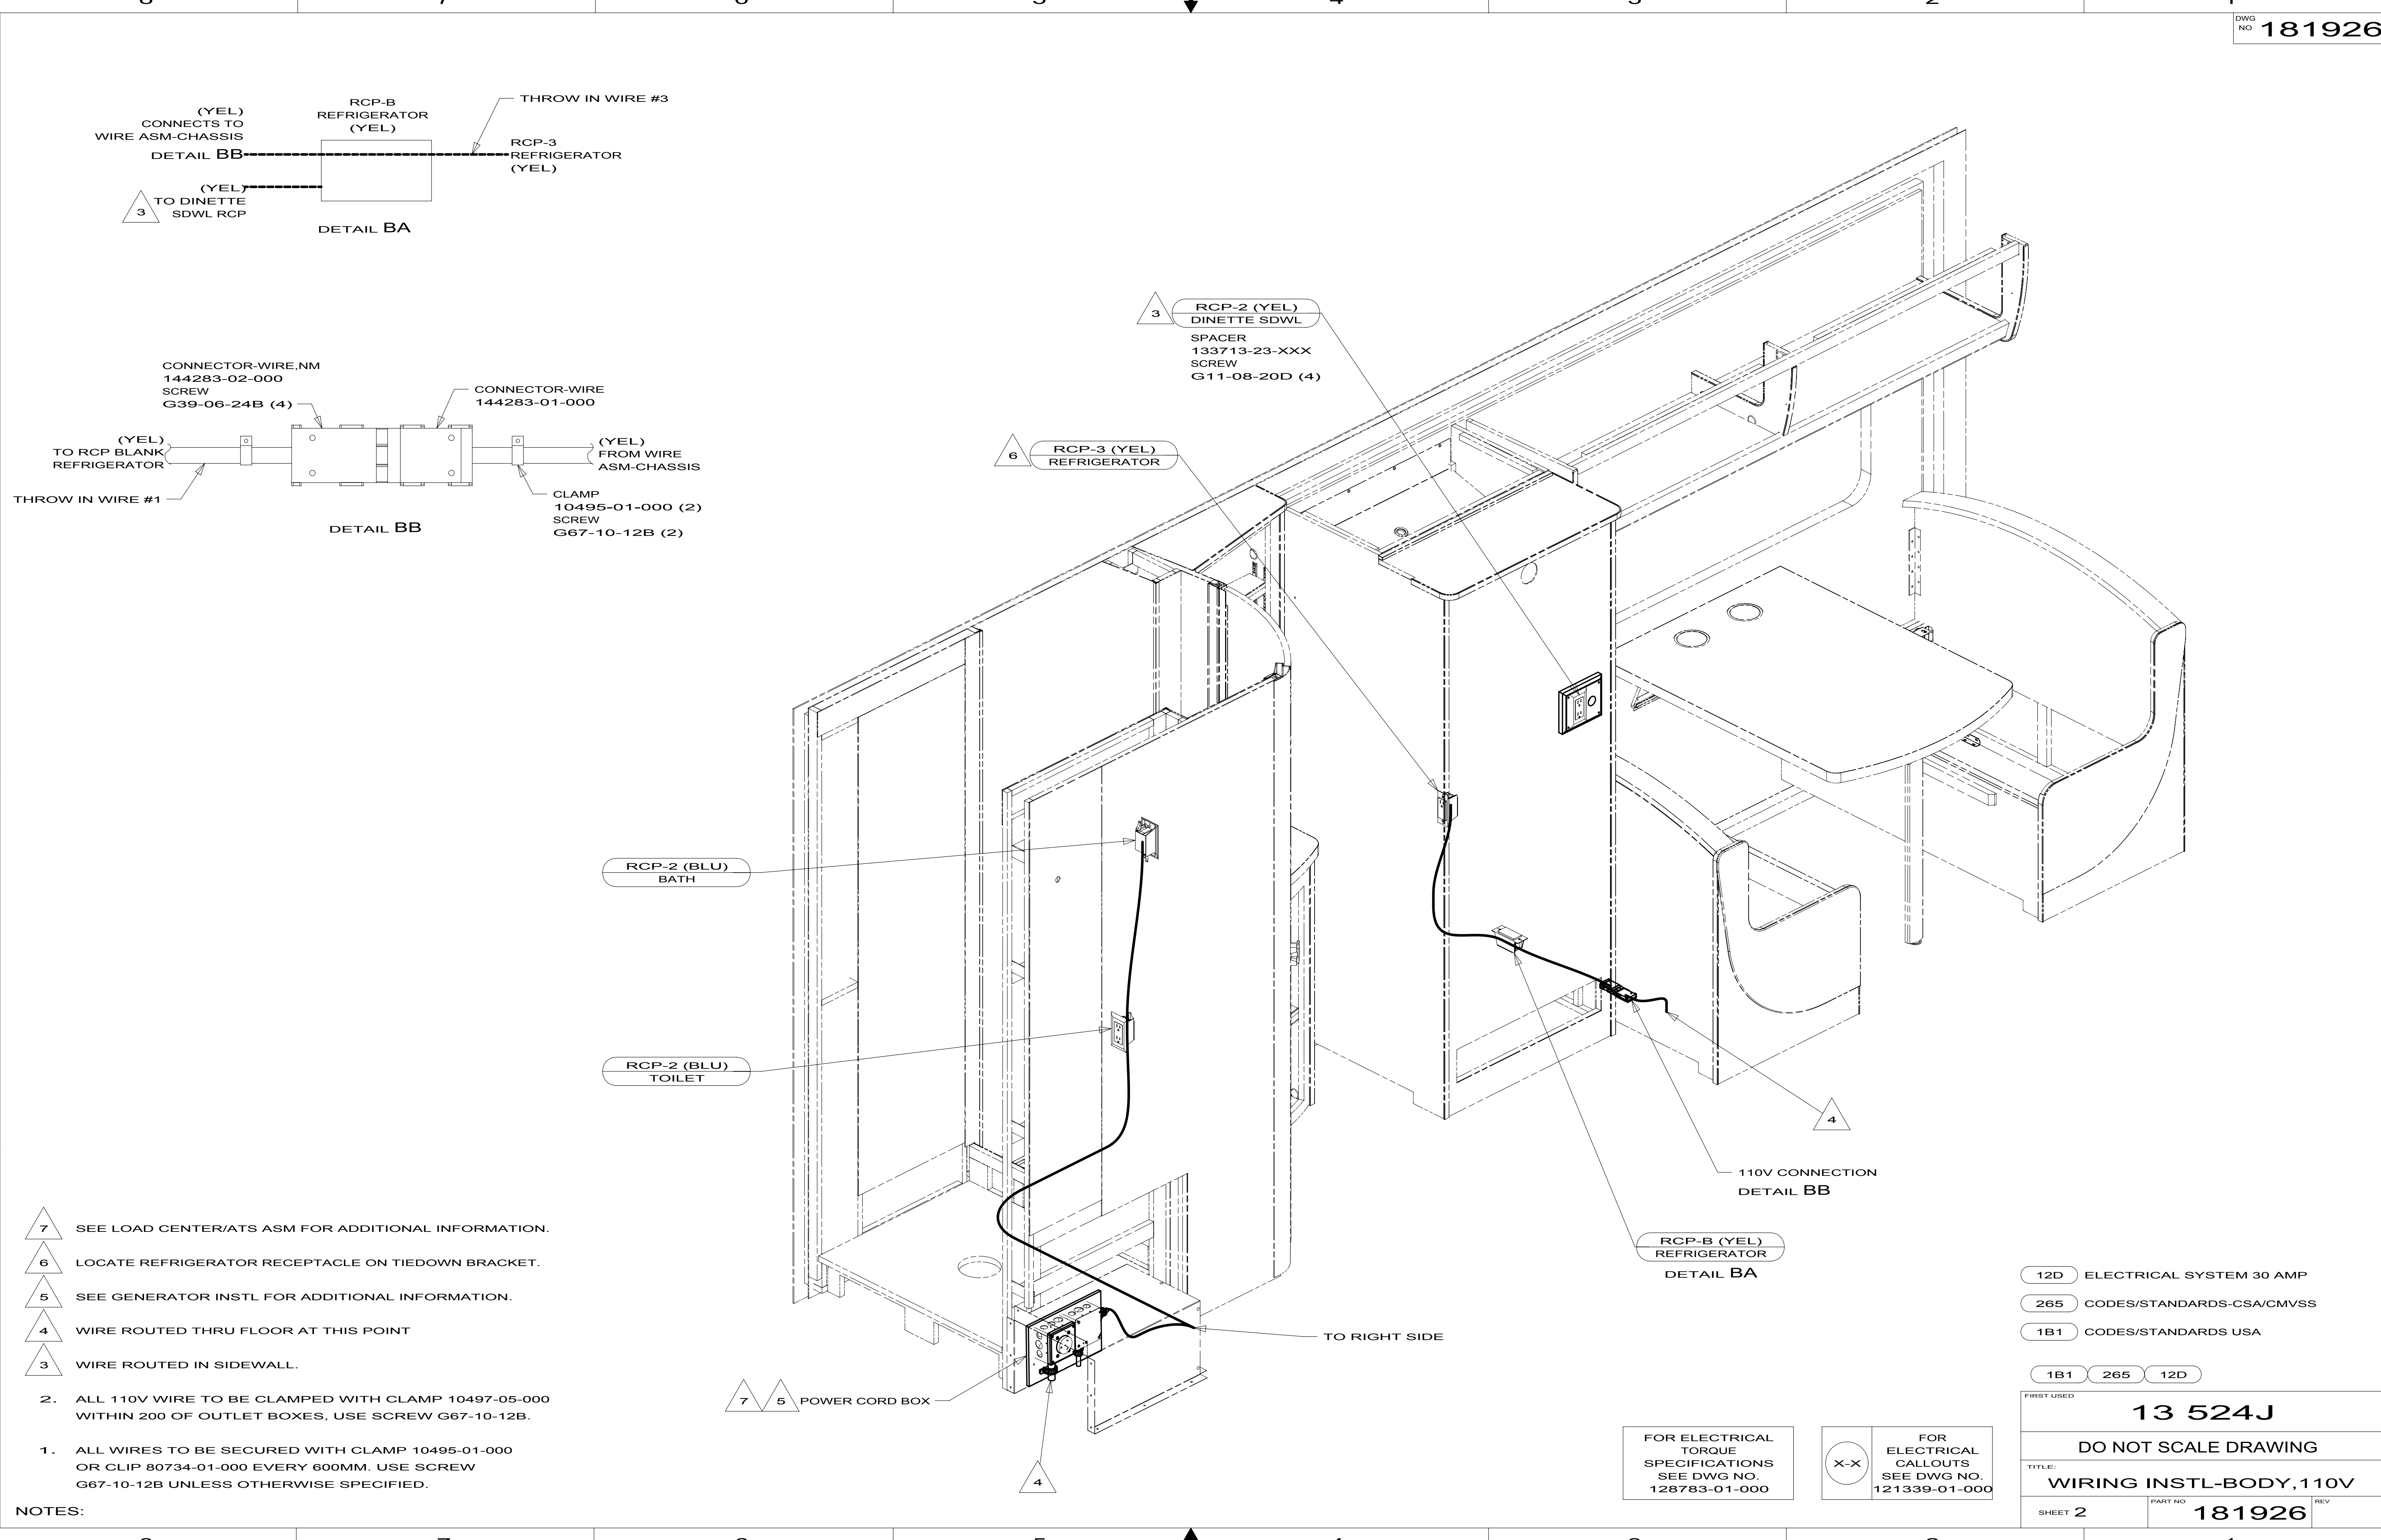 DWG
NO 181926
(YEL)
CONNECTS TO
WIRE ASM-CHASSIS
DETAIL BB
RCP-B
REFRIGERATOR
(YEL)
THROW IN WIRE #3
RCP-3
REFRIGERATOR
(YEL)
(YEL)
TO DINETTE
SDWL RCP
3
DETAIL BA
CONNECTOR-WIRE,NM
144283-02-000
SCREW
G39-06-24B (4)
CONNECTOR-WIRE
144283-01-000
(YEL)
TO RCP BLANK
REFRIGERATOR
(YEL)
FROM WIRE
ASM-CHASSIS
THROW IN WIRE #1
CLAMP
10495-01-000 (2)
SCREW
G67-10-12B (2)
DETAIL BB
3
RCP-2 (YEL)
DINETTE SDWL
SPACER
133713-23-XXX
SCREW
G11-08-20D (4)
6
RCP-3 (YEL)
REFRIGERATOR
RCP-2 (BLU)
BATH
RCP-2 (BLU)
TOILET
4
110V CONNECTION
DETAIL BB
RCP-B (YEL)
REFRIGERATOR
DETAIL BA
TO RIGHT SIDE
7 5 POWER CORD BOX
4
7 SEE LOAD CENTER/ATS ASM FOR ADDITIONAL INFORMATION.
6 LOCATE REFRIGERATOR RECEPTACLE ON TIEDOWN BRACKET.
5 SEE GENERATOR INSTL FOR ADDITIONAL INFORMATION.
4 WIRE ROUTED THRU FLOOR AT THIS POINT
3 WIRE ROUTED IN SIDEWALL.
2. ALL 110V WIRE TO BE CLAMPED WITH CLAMP 10497-05-000
WITHIN 200 OF OUTLET BOXES, USE SCREW G67-10-12B.
1. ALL WIRES TO BE SECURED WITH CLAMP 10495-01-000
OR CLIP 80734-01-000 EVERY 600MM. USE SCREW
G67-10-12B UNLESS OTHERWISE SPECIFIED.
NOTES:
FOR ELECTRICAL
TORQUE
SPECIFICATIONS
SEE DWG NO.
128783-01-000
X-X
FOR
ELECTRICAL
CALLOUTS
SEE DWG NO.
121339-01-000
12D ELECTRICAL SYSTEM 30 AMP
265 CODES/STANDARDS-CSA/CMVSS
1B1 CODES/STANDARDS USA
1B1 265 12D
FIRST USED
13 524J
DO NOT SCALE DRAWING
TITLE:
WIRING INSTL-BODY,110V
SHEET 2
PART NO 181926
REV